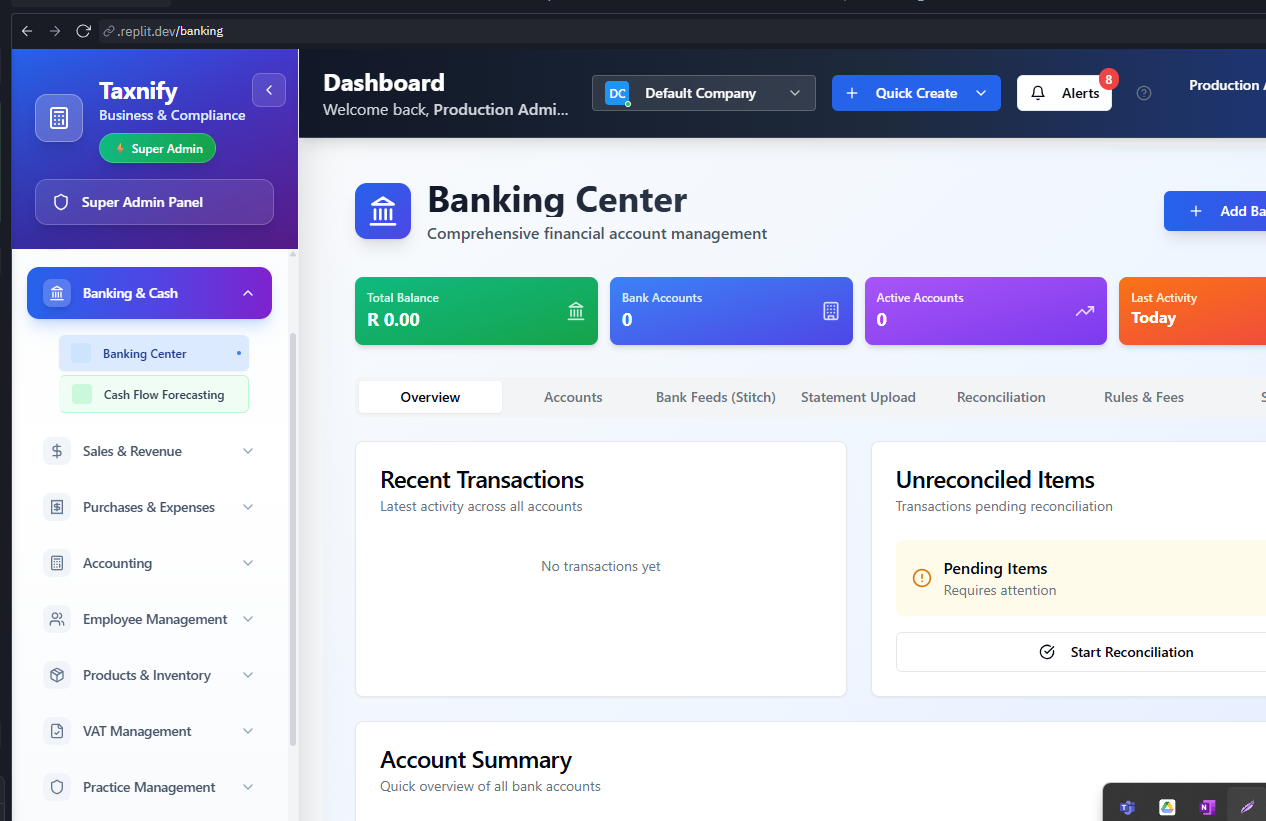 .replit.dev/banking
Taxnify
Business & Compliance
Super Admin
Super Admin Panel
Banking & Cash
Banking Center
Cash Flow Forecasting
Sales & Revenue
Purchases & Expenses
Accounting
Employee Management
Products & Inventory
VAT Management
Practice Management
Dashboard
Welcome back, Production Admi...
DC
Default Company
Quick Create
Alerts
8
Production
Banking Center
Comprehensive financial account management
Add Ba
Total Balance
R 0.00
Bank Accounts
0
Active Accounts
0
Last Activity
Today
Overview
Accounts
Bank Feeds (Stitch)
Statement Upload
Reconciliation
Rules & Fees
Recent Transactions
Latest activity across all accounts
No transactions yet
Unreconciled Items
Transactions pending reconciliation
Pending Items
Requires attention
Start Reconciliation
Account Summary
Quick overview of all bank accounts